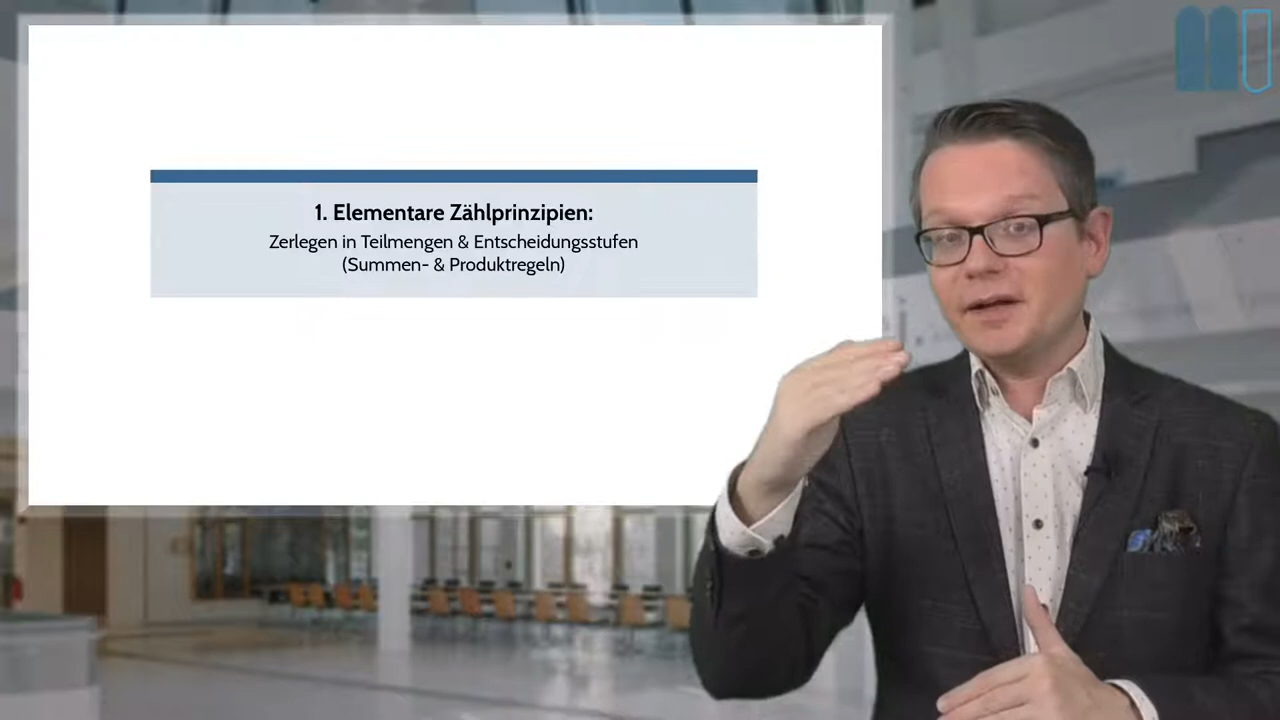 1. Elementare Zählprinzipien:
Zerlegen in Teilmengen & Entscheidungsstufen
(Summen- & Produktregeln)